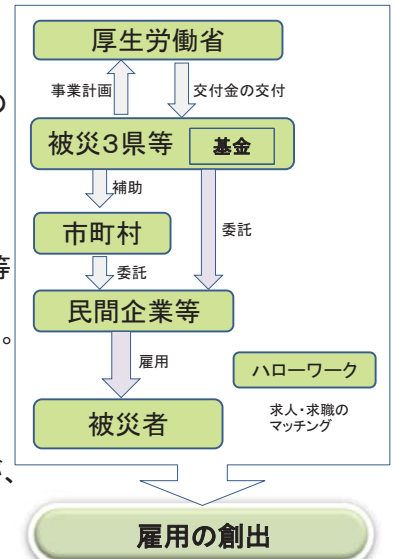 厚生労働省
事業計画
交付金の交付
の
被災3県等 基金
補助
市町村
委託
等
委託
民間企業等
。
雇用
ハローワーク
被災者
求人・求職の
マッチング
、
雇用の創出